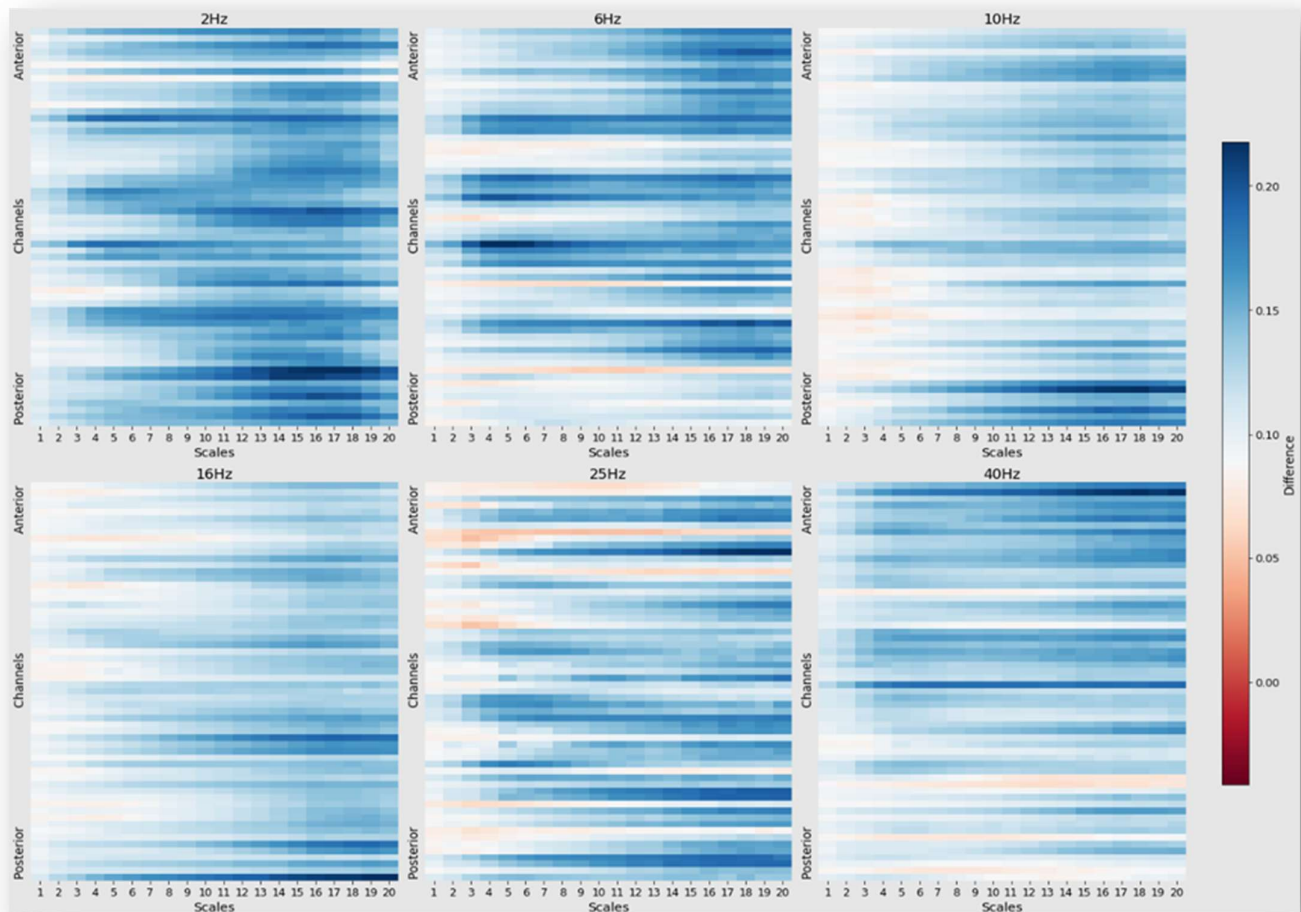 2Hz
6Hz
10Hz
Anterior
Channels
Posterior
Anterior
Channels
Posterior
Anterior
Channels
Posterior
1 2 3 4 5 6 7 8 9 10 11 12 13 14 15 16 17 18 19 20
1 2 3 4 5 6 7 8 9 10 11 12 13 14 15 16 17 18 19 20
1 2 3 4 5 6 7 8 9 10 11 12 13 14 15 16 17 18 19 20
Scales
Scales
Scales
16Hz
25Hz
40Hz
Anterior
Channels
Posterior
Anterior
Channels
Posterior
Anterior
Channels
Posterior
1 2 3 4 5 6 7 8 9 10 11 12 13 14 15 16 17 18 19 20
1 2 3 4 5 6 7 8 9 10 11 12 13 14 15 16 17 18 19 20
1 2 3 4 5 6 7 8 9 10 11 12 13 14 15 16 17 18 19 20
Scales
Scales
Scales
0.20
0.15
0.10
0.05
0.00
Difference